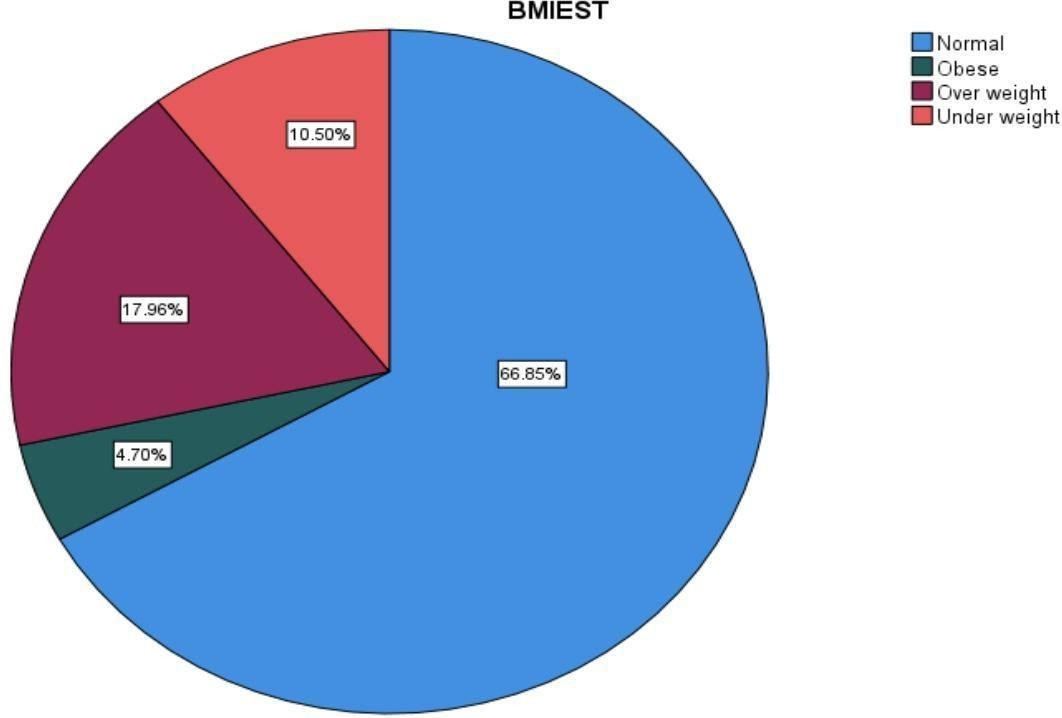 BMIEST
Normal
Obese
Over weight
Under weight
10.50%
17.96%
66.85%
4.70%